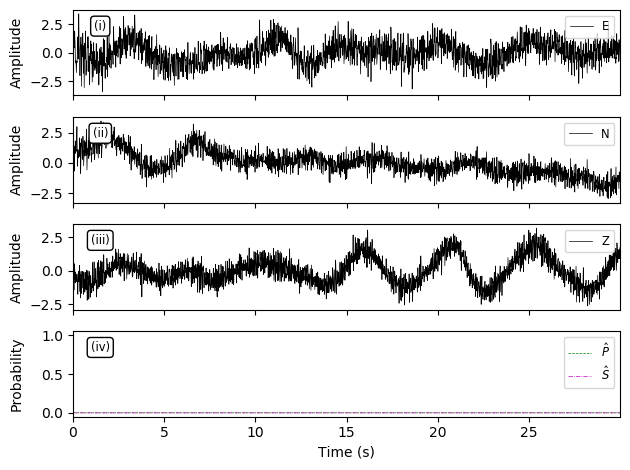 (i)
E
2.5
0.0
−2.5
Amplitude
(ii)
N
2.5
0.0
−2.5
Amplitude
(iii)
Z
2.5
0.0
−2.5
Amplitude
(iv)
P̂
Ŝ
1.0
0.5
0.0
Probability
0 5 10 15 20 25
Time (s)